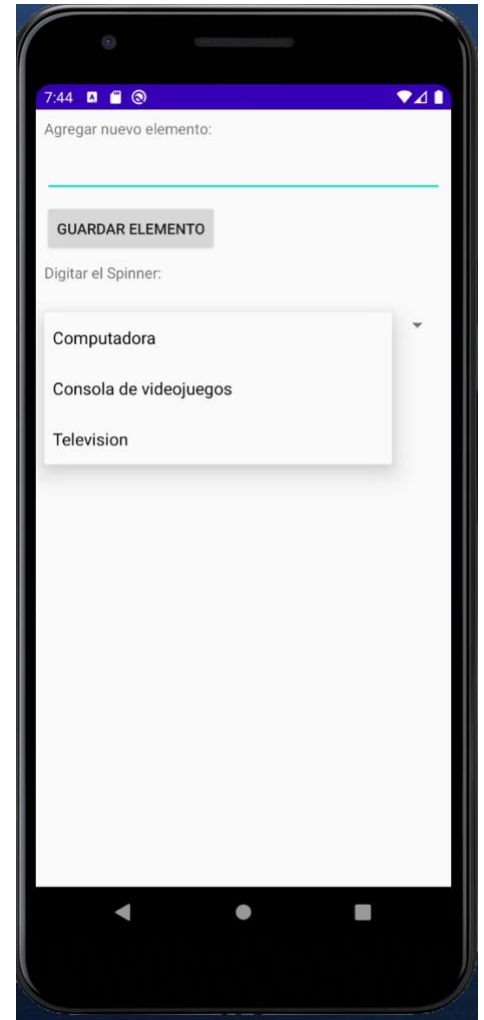 7:44
Agregar nuevo elemento:
GUARDAR ELEMENTO
Digitar el Spinner:
Computadora
Consola de videojuegos
Television